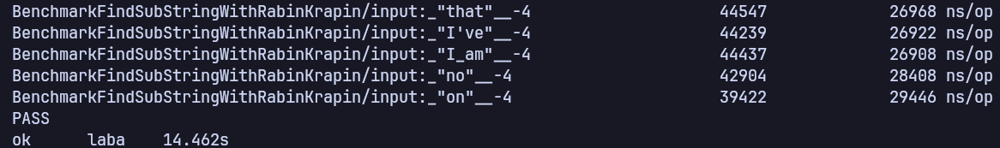 BenchmarkFindSubStringWithRabinKrapin/input:_"that"__-4 44547 26968 ns/op
BenchmarkFindSubStringWithRabinKrapin/input:_"I've"__-4 44239 26922 ns/op
BenchmarkFindSubStringWithRabinKrapin/input:_"I_am"__-4 44437 26908 ns/op
BenchmarkFindSubStringWithRabinKrapin/input:_"no"__-4 42904 28408 ns/op
BenchmarkFindSubStringWithRabinKrapin/input:_"on"__-4 39422 29446 ns/op
PASS
ok laba 14.462s